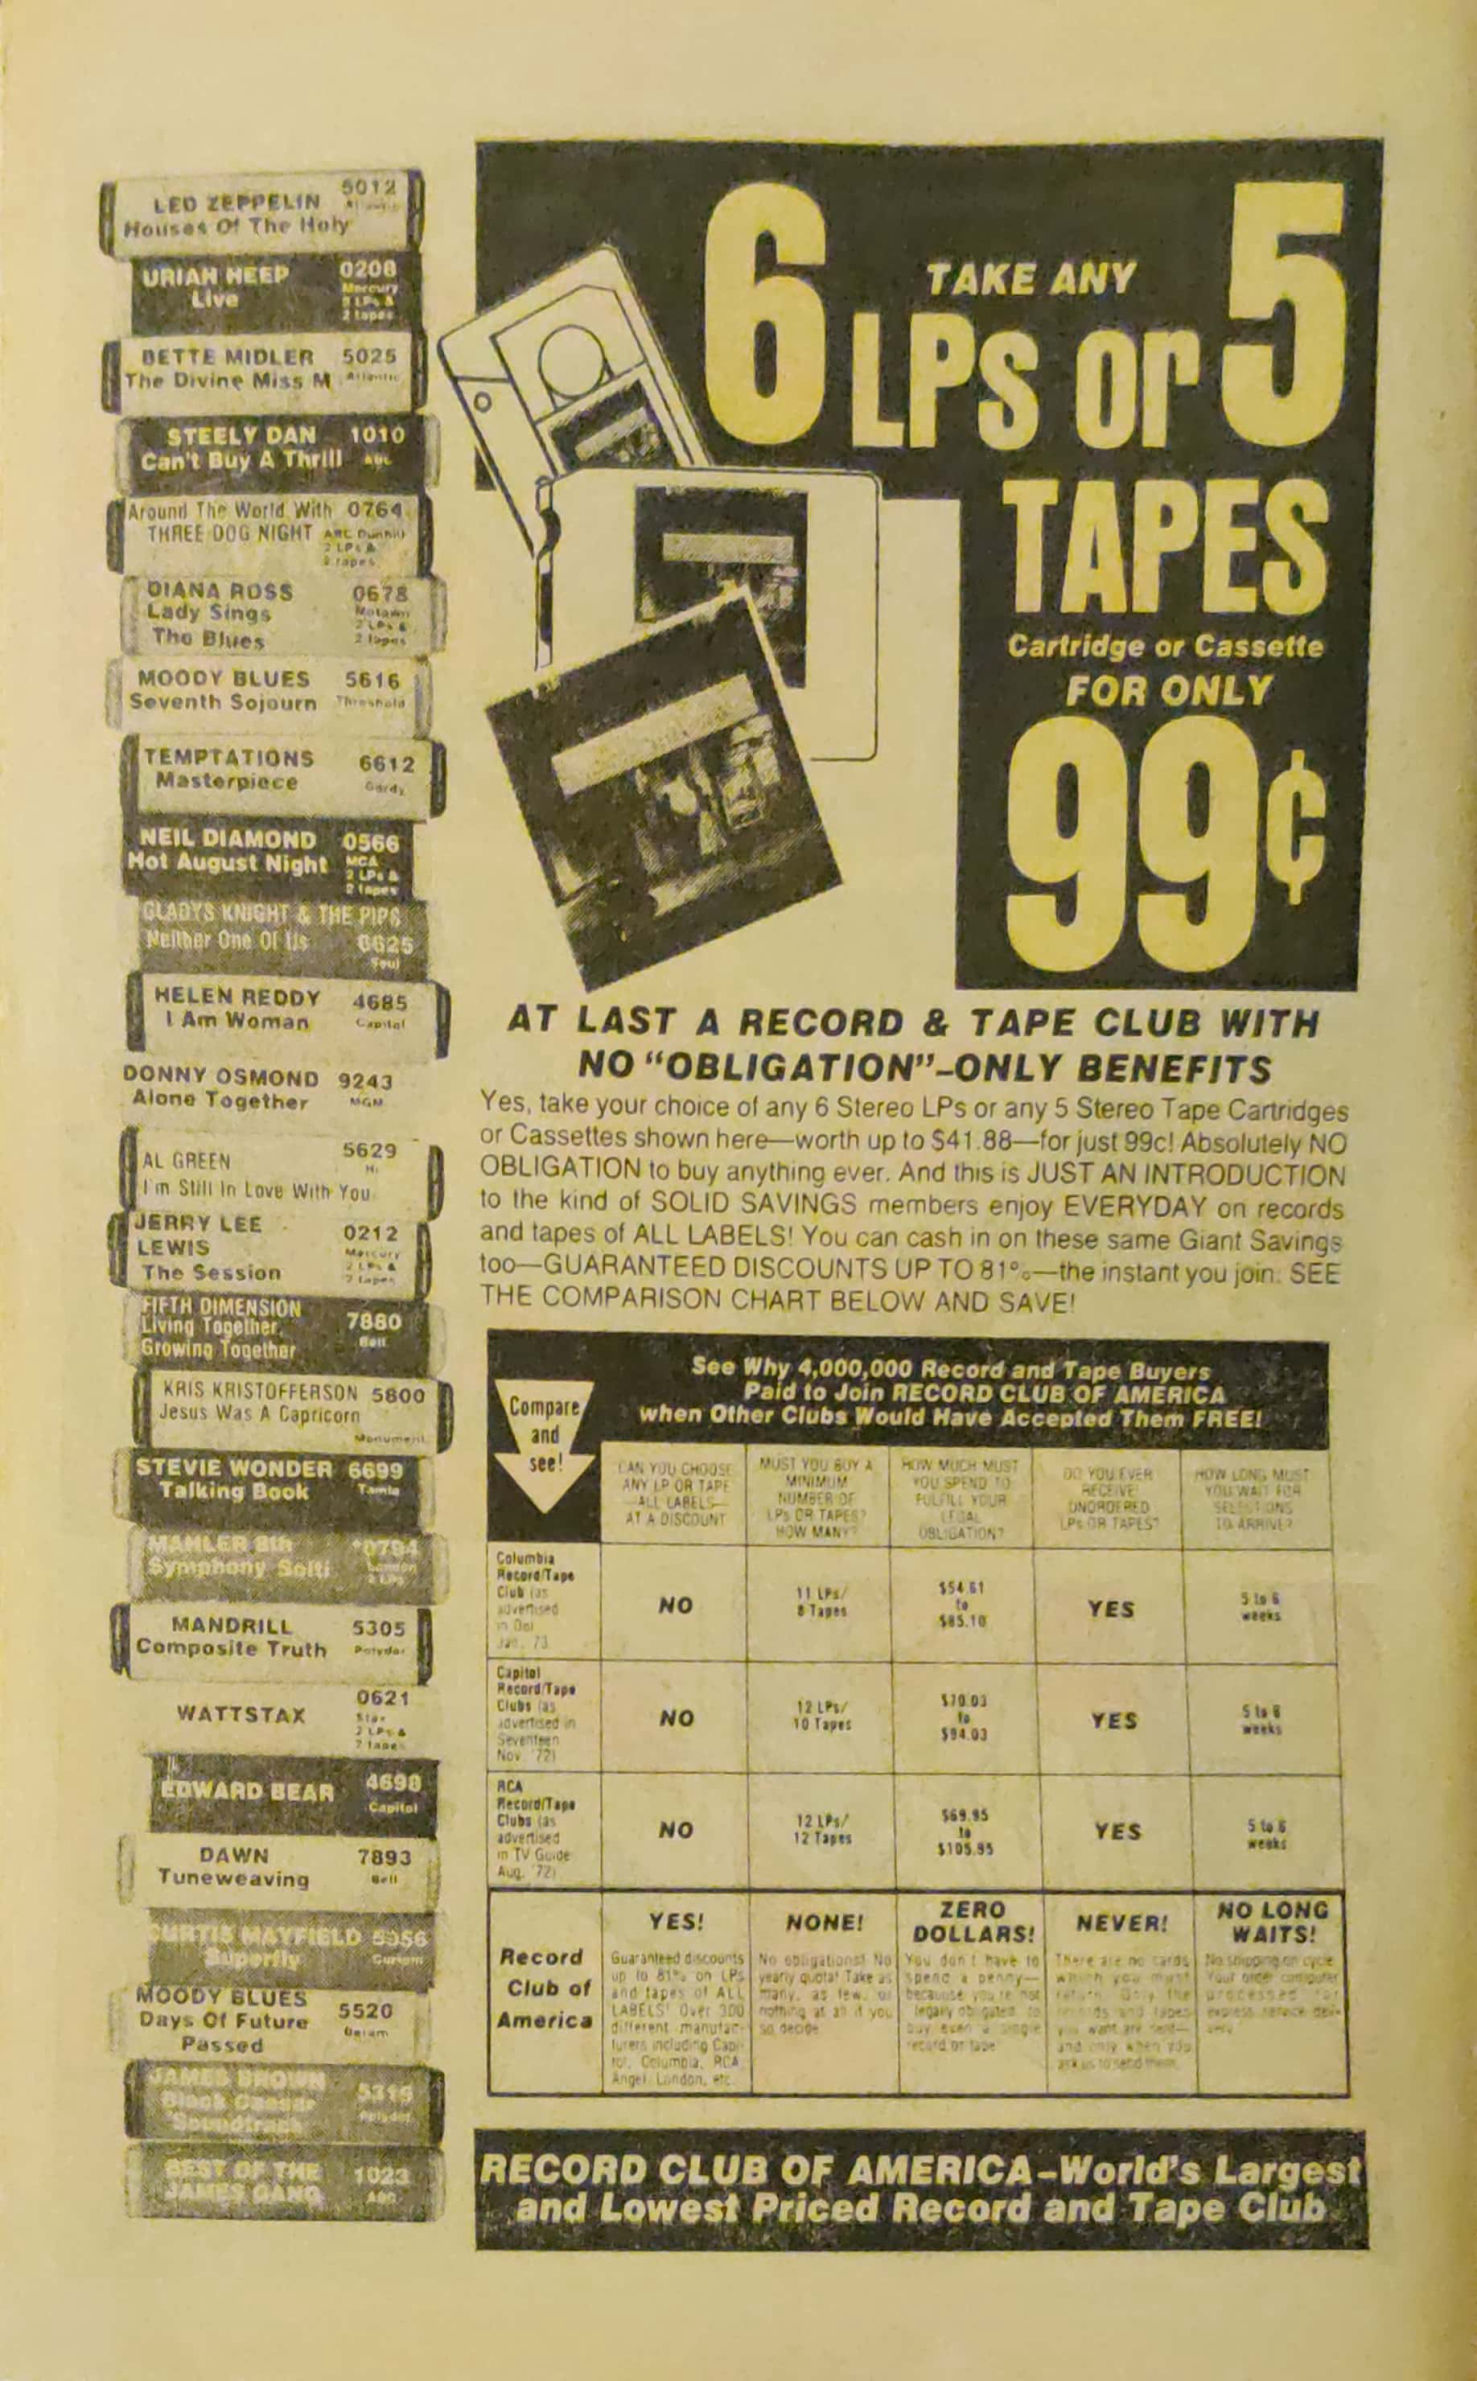 LED ZEPPELIN 5012
Houses Of The Holy Atlantic
URIAH HEEP 0208
Live Mercury
2 LPs &
2 tapes
BETTE MIDLER 5025
The Divine Miss M Atlantic
STEELY DAN 1010
Can't Buy A Thrill ABC
Around The World With 0764
THREE DOG NIGHT ABC Dunhill
2 LPs &
2 tapes
DIANA ROSS 0678
Lady Sings Motown
2 LPs &
The Blues 2 tapes
MOODY BLUES 5616
Seventh Sojourn Threshold
TEMPTATIONS 6612
Masterpiece Gordy
NEIL DIAMOND 0566
Hot August Night MCA
2 LPs &
2 tapes
GLADYS KNIGHT & THE PIPS
Neither One Of Us 0625
Soul
HELEN REDDY 4685
I Am Woman Capitol
DONNY OSMOND 9243
Alone Together MGM
AL GREEN 5629
Hi
I'm Still In Love With You
JERRY LEE 0212
LEWIS Mercury
2 LPs &
The Session 2 tapes
FIFTH DIMENSION
Living Together, 7880
Growing Together Bell
KRIS KRISTOFFERSON 5800
Jesus Was A Capricorn
Monument
STEVIE WONDER 6699
Talking Book Tamla
MAHLER 8th *0794
Symphony Solti London
2 LPs
MANDRILL 5305
Composite Truth Polydor
WATTSTAX 0621
Stax
2 LPs &
2 tapes
EDWARD BEAR 4690
Capitol
DAWN 7893
Tuneweaving Bell
CURTIS MAYFIELD 5056
Superfly Curtom
MOODY BLUES 5520
Days Of Future Deram
Passed
JAMES BROWN 5315
Black Caesar Polydor
Soundtrack
BEST OF THE 1023
JAMES GANG ABC
TAKE ANY
6 LPs or 5
TAPES
Cartridge or Cassette
FOR ONLY
99¢
AT LAST A RECORD & TAPE CLUB WITH
NO "OBLIGATION"–ONLY BENEFITS
Yes, take your choice of any 6 Stereo LPs or any 5 Stereo Tape Cartridges
or Cassettes shown here—worth up to $41.88—for just 99c! Absolutely NO
OBLIGATION to buy anything ever. And this is JUST AN INTRODUCTION
to the kind of SOLID SAVINGS members enjoy EVERYDAY on records
and tapes of ALL LABELS! You can cash in on these same Giant Savings
too—GUARANTEED DISCOUNTS UP TO 81%—the instant you join. SEE
THE COMPARISON CHART BELOW AND SAVE!
Compare
and
see!
See Why 4,000,000 Record and Tape Buyers
Paid to Join RECORD CLUB OF AMERICA
when Other Clubs Would Have Accepted Them FREE!
CAN YOU CHOOSE
ANY LP OR TAPE
ALL LABELS—
AT A DISCOUNT
MUST YOU BUY A
MINIMUM
NUMBER OF
LPs OR TAPES?
HOW MANY?
HOW MUCH MUST
YOU SPEND TO
FULFILL YOUR
LEGAL
OBLIGATION?
DO YOU EVER
RECEIVE
UNORDERED
LPs OR TAPES?
HOW LONG MUST
YOU WAIT FOR
SELECTIONS
TO ARRIVE?
Columbia
Record/Tape
Club (as
advertised
in
Jan. 73
NO
11 LPs/
8 Tapes
$54.61
to
$85.10
YES
5 to 6
weeks
Capitol
Record/Tape
Clubs (as
advertised in
Seventeen
Nov. '72)
NO
12 LPs/
10 Tapes
$70.03
to
$94.03
YES
5 to 6
weeks
RCA
Record/Tape
Clubs (as
advertised
in TV Guide
Aug. '72)
NO
12 LPs/
12 Tapes
$69.95
to
$105.95
YES
5 to 6
weeks
Record
Club of
America
YES!
Guaranteed discounts
up to 81% on LPs
and tapes of ALL
LABELS! Over 300
different manufac-
turers including Capi-
tol, Columbia, RCA,
Angel, London, etc.
NONE!
No obligations! No
yearly quota! Take as
many, as few, or
nothing at all if you
so decide
ZERO
DOLLARS!
You don't have to
spend a penny—
because you're not
legally obligated to
buy even a single
record or tape
NEVER!
There are no cards
which you must
return. Only the
records and tapes
you want are sent—
and only when you
ask us to send them.
NO LONG
WAITS!
No shipping on cycle
Your order computer
processed for
express service
RECORD CLUB OF AMERICA–World's Largest
and Lowest Priced Record and Tape Club